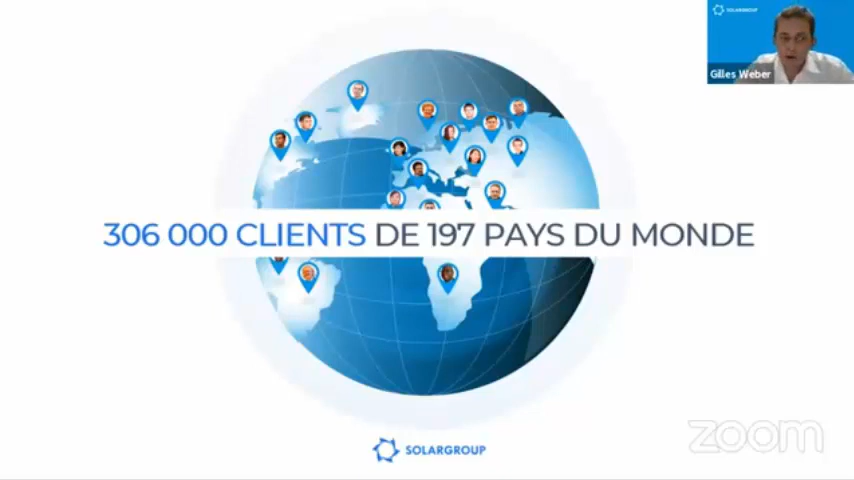 SOLARGROUP
Gilles Weber
306 000 CLIENTS DE 197 PAYS DU MONDE
SOLARGROUP
zoom